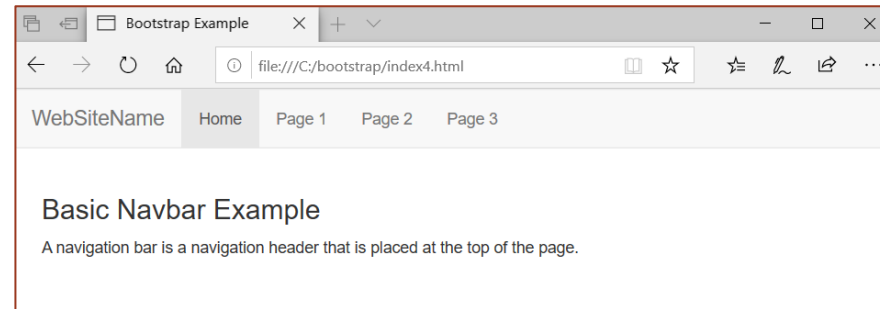 Bootstrap Example
file:///C:/bootstrap/index4.html
WebSiteName Home Page 1 Page 2 Page 3
Basic Navbar Example
A navigation bar is a navigation header that is placed at the top of the page.